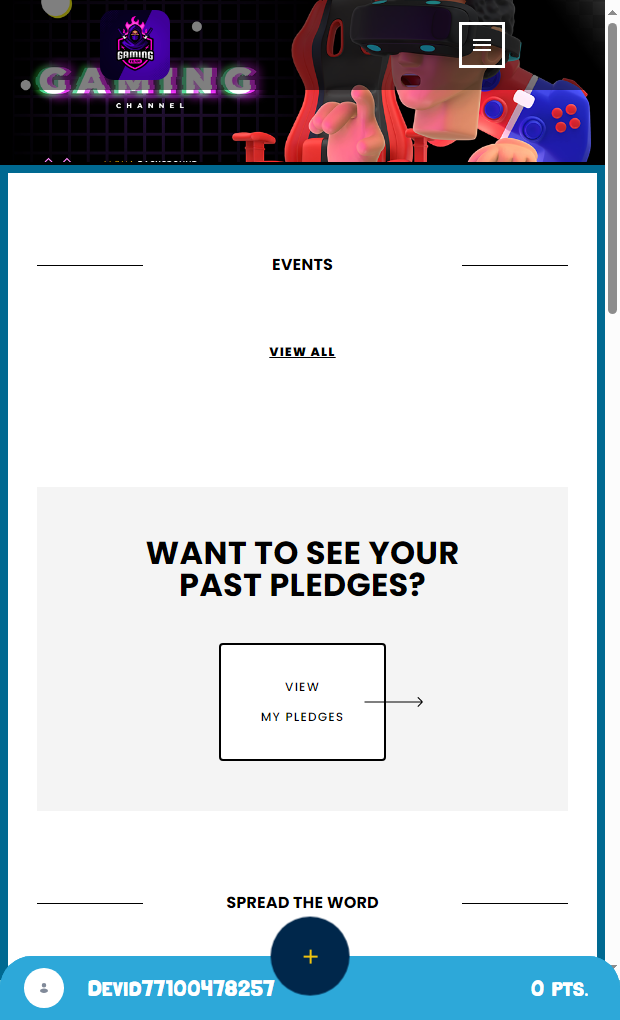 GAMING
GAMING
CHANNEL
EVENTS
VIEW ALL
WANT TO SEE YOUR
PAST PLEDGES?
VIEW
MY PLEDGES
SPREAD THE WORD
+
Devid77100478257
0 PTS.